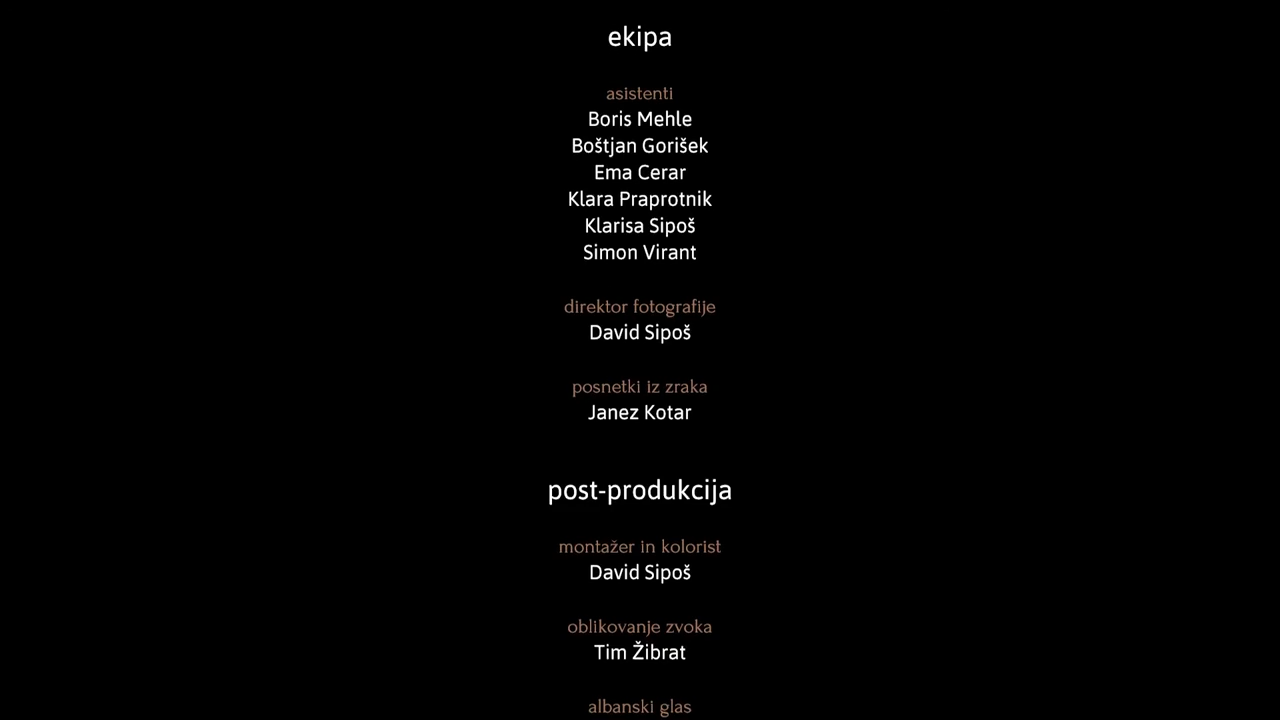 ekipa
asistenti
Boris Mehle
Boštjan Gorišek
Ema Cerar
Klara Praprotnik
Klarisa Sipoš
Simon Virant
direktor fotografije
David Sipoš
posnetki iz zraka
Janez Kotar
post-produkcija
montažer in kolorist
David Sipoš
oblikovanje zvoka
Tim Žibrat
albanski glas